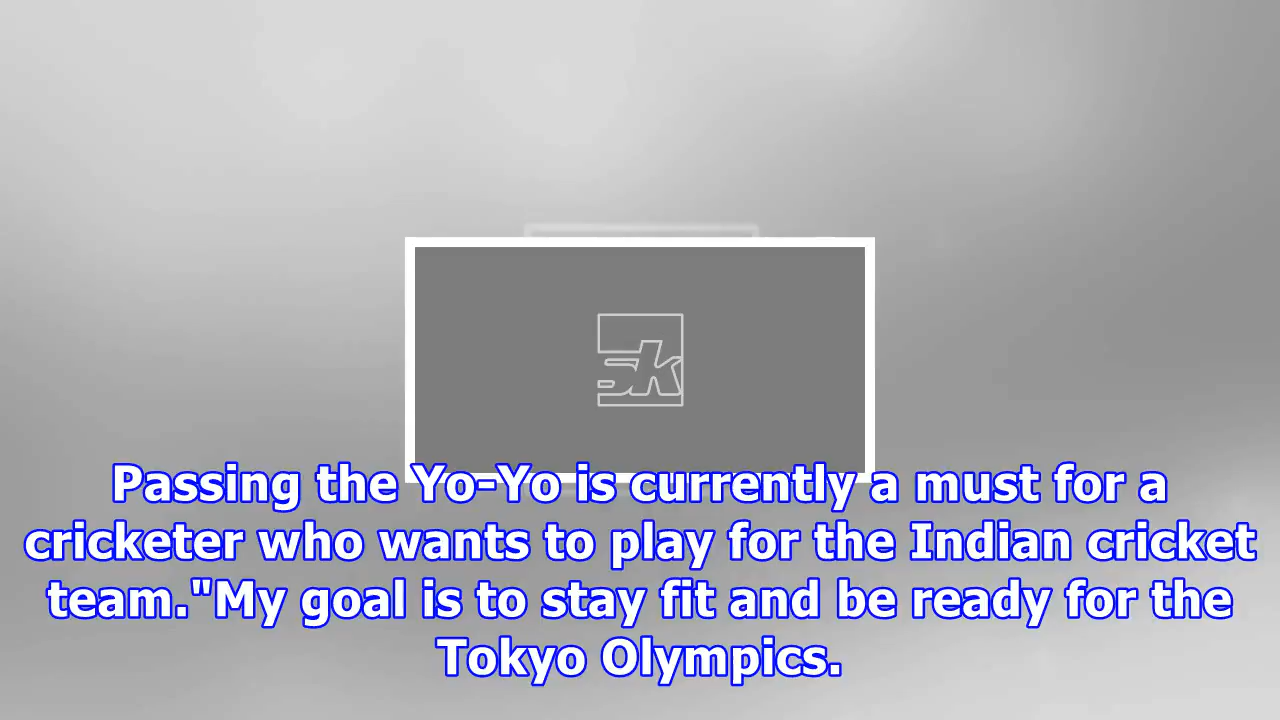 sk
Passing the Yo-Yo is currently a must for a
cricketer who wants to play for the Indian cricket
team."My goal is to stay fit and be ready for the
Tokyo Olympics.